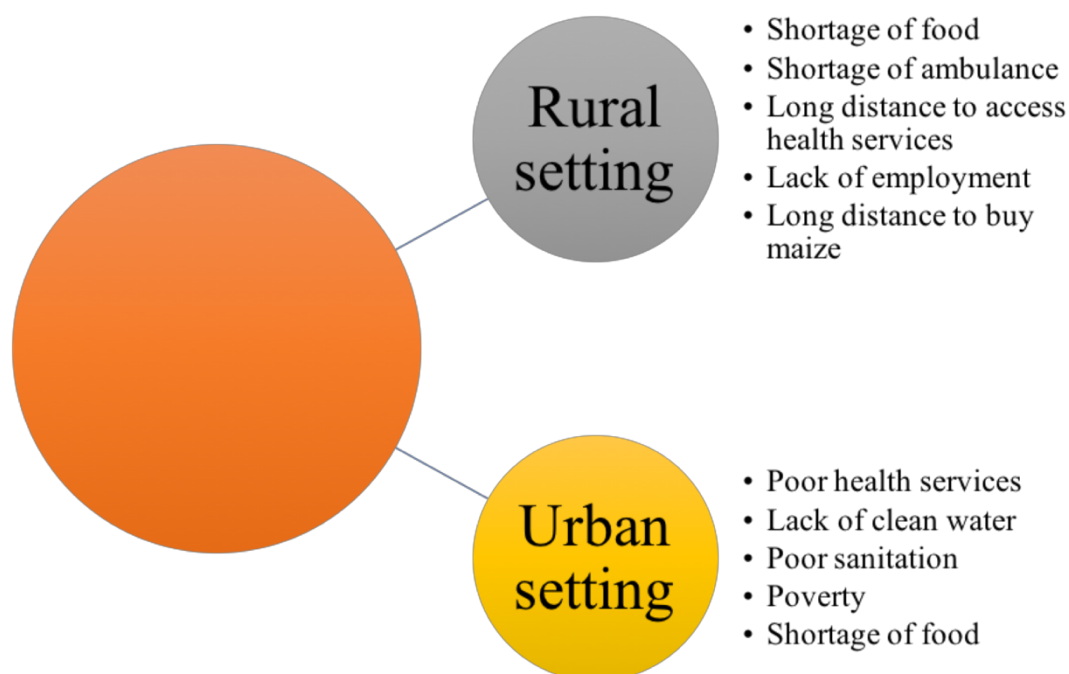 Rural
setting
• Shortage of food
• Shortage of ambulance
• Long distance to access
health services
• Lack of employment
• Long distance to buy
maize
Urban
setting
• Poor health services
• Lack of clean water
• Poor sanitation
• Poverty
• Shortage of food